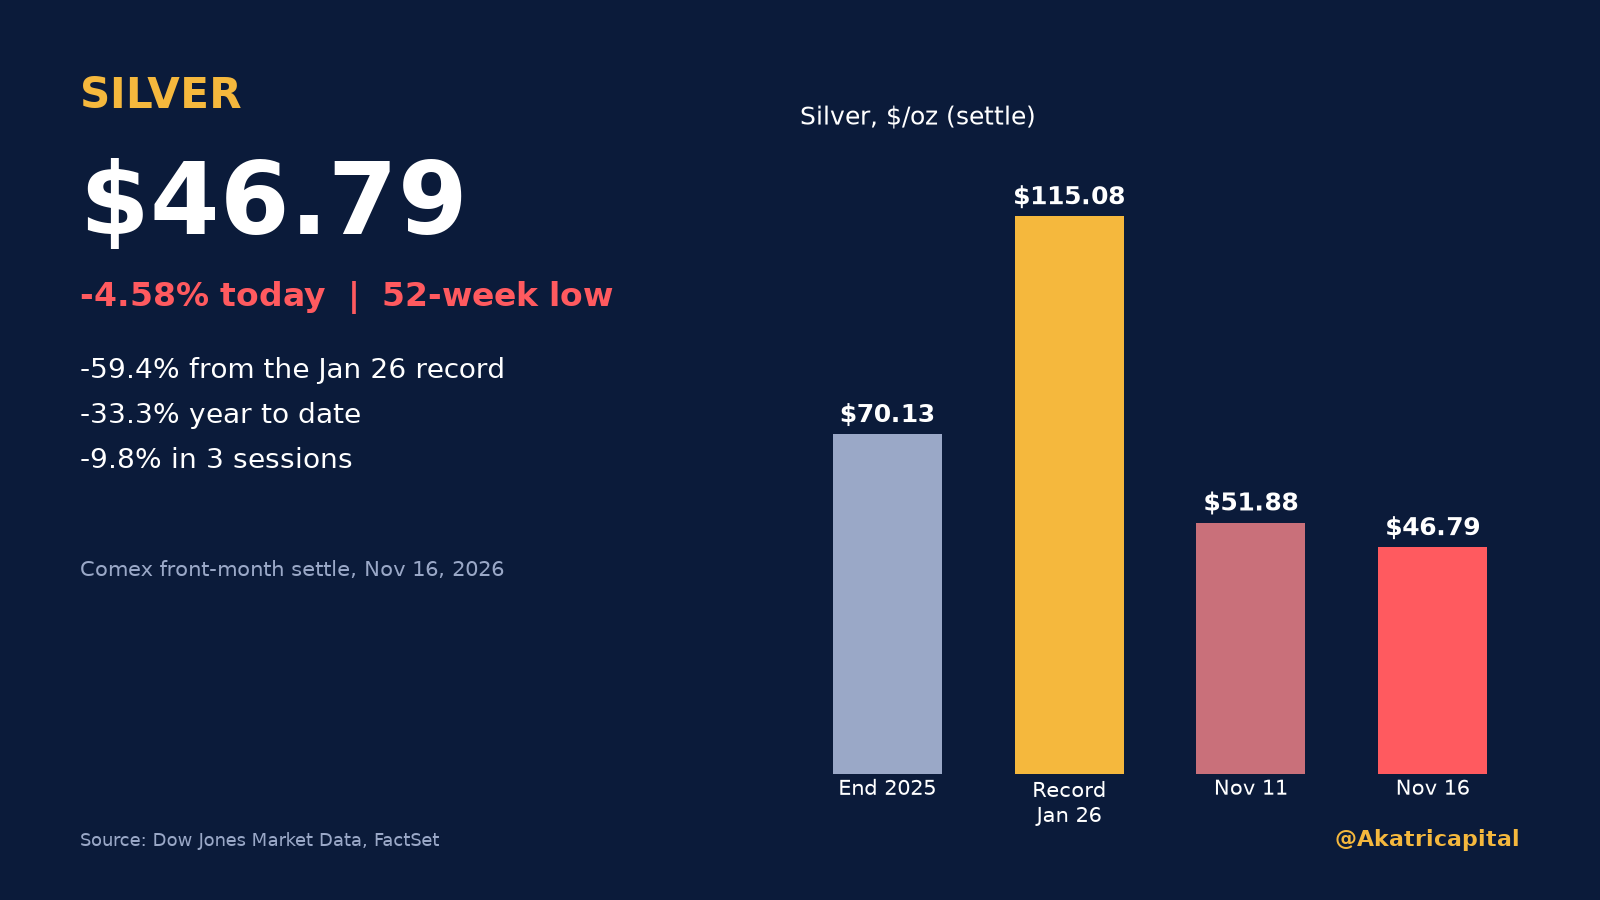 SILVER
$46.79
-4.58% today | 52-week low
-59.4% from the Jan 26 record
-33.3% year to date
-9.8% in 3 sessions
Comex front-month settle, Nov 16, 2026
Silver, $/oz (settle)
$70.13
$115.08
$51.88
$46.79
End 2025
Record
Jan 26
Nov 11
Nov 16
Source: Dow Jones Market Data, FactSet
@Akatricapital